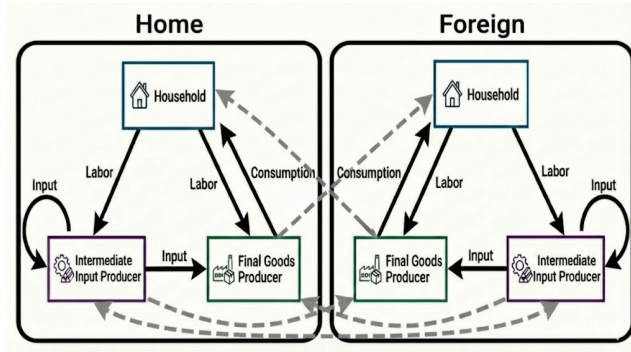 Home
Foreign
Household
Household
Labor
Labor
Consumption
Consumption
Labor
Labor
Input
Input
Intermediate
Input Producer
Input
Final Goods
Producer
Final Goods
Producer
Input
Intermediate
Input Producer